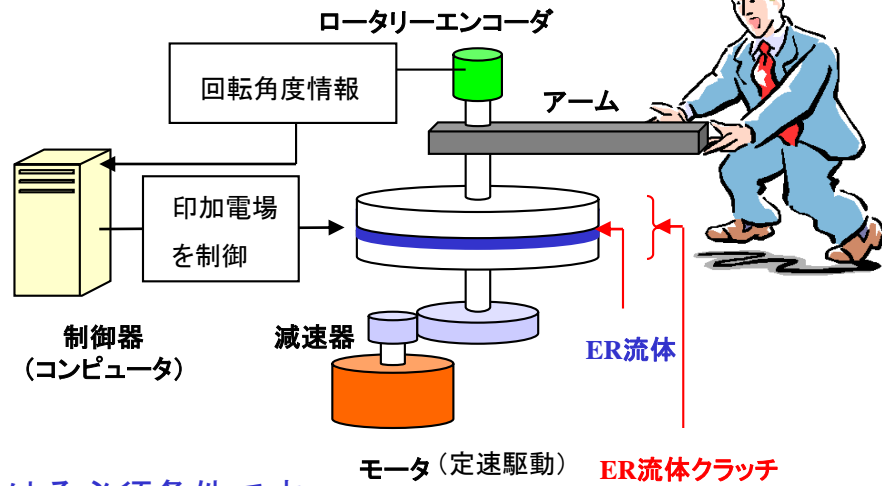 ロータリーエンコーダ
回転角度情報
アーム
印加電場
を制御
制御器
(コンピュータ)
減速器
ER流体
モータ(定速駆動)
ER流体クラッチ